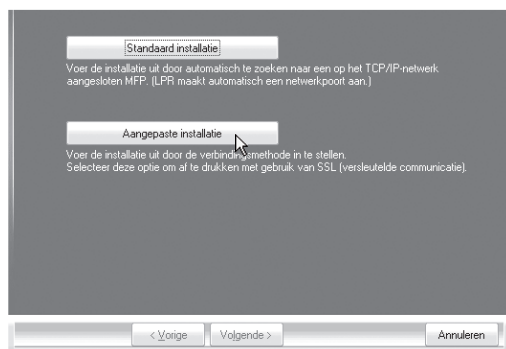 Standaard installatie
Voer de installatie uit door automatisch te zoeken naar een op het TCP/IP-netwerk
aangesloten MFP. (LPR maakt automatisch een netwerkpoort aan.)
Aangepaste installatie
Voer de installatie uit door de verbindingsmethode in te stellen.
Selecteer deze optie om af te drukken met gebruik van SSL (versleutelde communicatie).
< Vorige
Volgende >
Annuleren